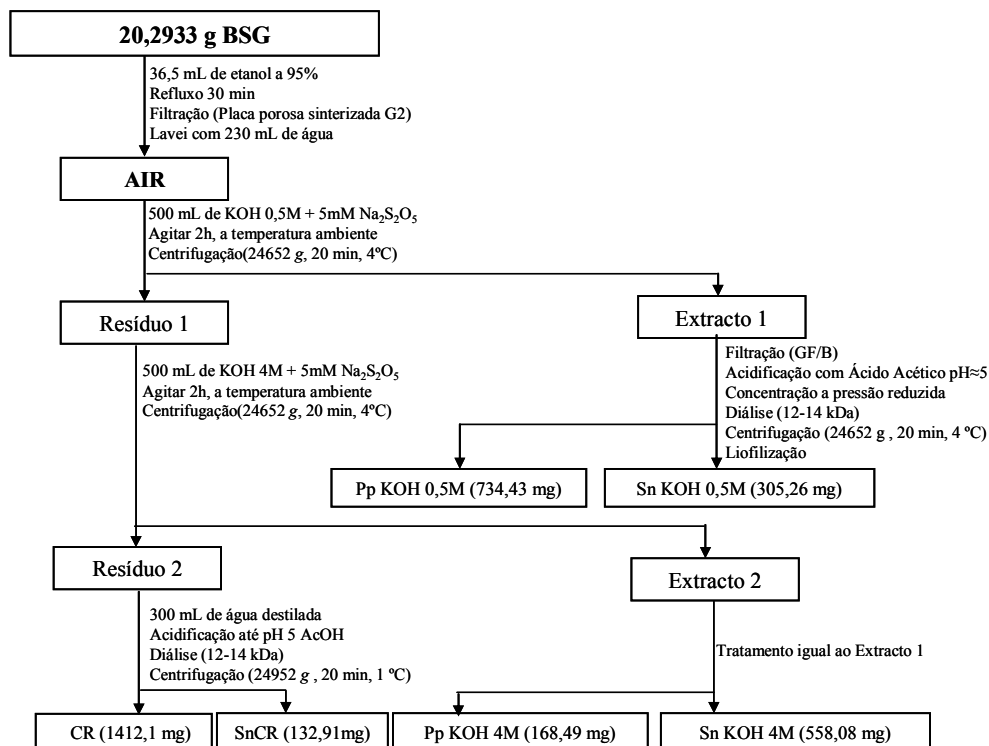 20,2933 g BSG
36,5 mL de etanol a 95%
Refluxo 30 min
Filtração (Placa porosa sinterizada G2)
Lavei com 230 mL de água
AIR
500 mL de KOH 0,5M + 5mM Na₂S₂O₅
Agitar 2h, a temperatura ambiente
Centrifugação(24652 g, 20 min, 4ºC)
Resíduo 1
Extracto 1
500 mL de KOH 4M + 5mM Na₂S₂O₅
Agitar 2h, a temperatura ambiente
Centrifugação(24652 g, 20 min, 4ºC)
Filtração (GF/B)
Acidificação com Ácido Acético pH≈5
Concentração a pressão reduzida
Diálise (12-14 kDa)
Centrifugação (24652 g , 20 min, 4 ºC)
Liofilização
Pp KOH 0,5M (734,43 mg)
Sn KOH 0,5M (305,26 mg)
Resíduo 2
Extracto 2
300 mL de água destilada
Acidificação até pH 5 AcOH
Diálise (12-14 kDa)
Centrifugação (24952 g , 20 min, 1 ºC)
Tratamento igual ao Extracto 1
CR (1412,1 mg)
SnCR (132,91mg)
Pp KOH 4M (168,49 mg)
Sn KOH 4M (558,08 mg)